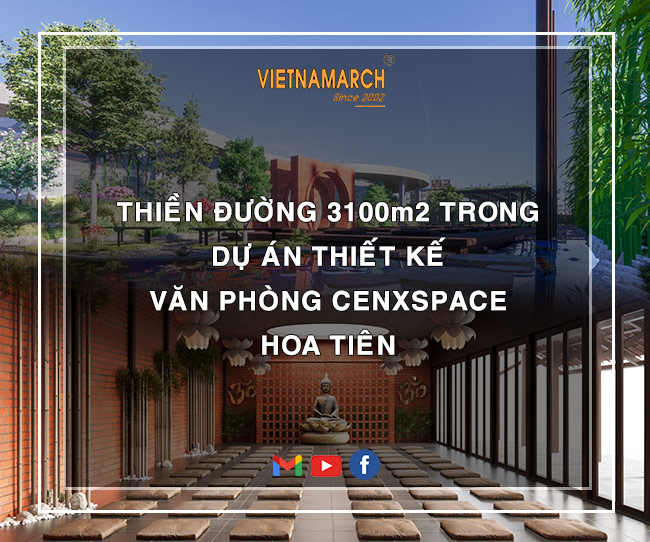 VIETNAMARCH
Since 2002
THIỀN ĐƯỜNG 3100m2 TRONG
DỰ ÁN THIẾT KẾ
VĂN PHÒNG CENXSPACE
HOA TIÊN